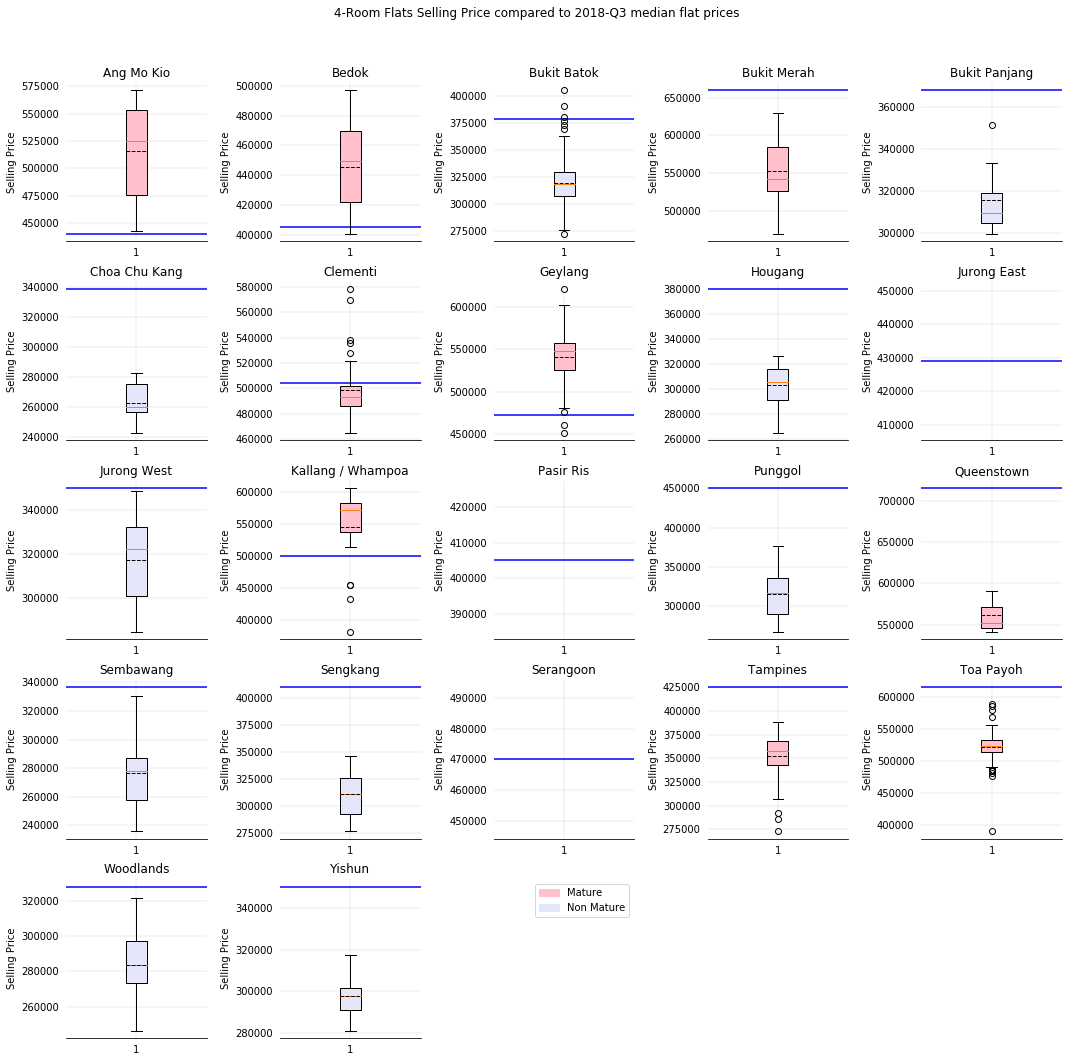 4-Room Flats Selling Price compared to 2018-Q3 median flat prices
Ang Mo Kio
Selling Price
575000
550000
525000
500000
475000
450000
1
Bedok
Selling Price
500000
480000
460000
440000
420000
400000
1
Bukit Batok
Selling Price
400000
375000
350000
325000
300000
275000
1
Bukit Merah
Selling Price
650000
600000
550000
500000
1
Bukit Panjang
Selling Price
360000
340000
320000
300000
1
Choa Chu Kang
Selling Price
340000
320000
300000
280000
260000
240000
1
Clementi
Selling Price
580000
560000
540000
520000
500000
480000
460000
1
Geylang
Selling Price
600000
550000
500000
450000
1
Hougang
Selling Price
380000
360000
340000
320000
300000
280000
260000
1
Jurong East
Selling Price
450000
440000
430000
420000
410000
1
Jurong West
Selling Price
340000
320000
300000
1
Kallang / Whampoa
Selling Price
600000
550000
500000
450000
400000
1
Pasir Ris
Selling Price
420000
410000
400000
390000
1
Punggol
Selling Price
450000
400000
350000
300000
1
Queenstown
Selling Price
700000
650000
600000
550000
1
Sembawang
Selling Price
340000
320000
300000
280000
260000
240000
1
Sengkang
Selling Price
400000
375000
350000
325000
300000
275000
1
Serangoon
Selling Price
490000
480000
470000
460000
450000
1
Tampines
Selling Price
425000
400000
375000
350000
325000
300000
275000
1
Toa Payoh
Selling Price
600000
550000
500000
450000
400000
1
Woodlands
Selling Price
320000
300000
280000
260000
1
Yishun
Selling Price
340000
320000
300000
280000
1
Mature
Non Mature